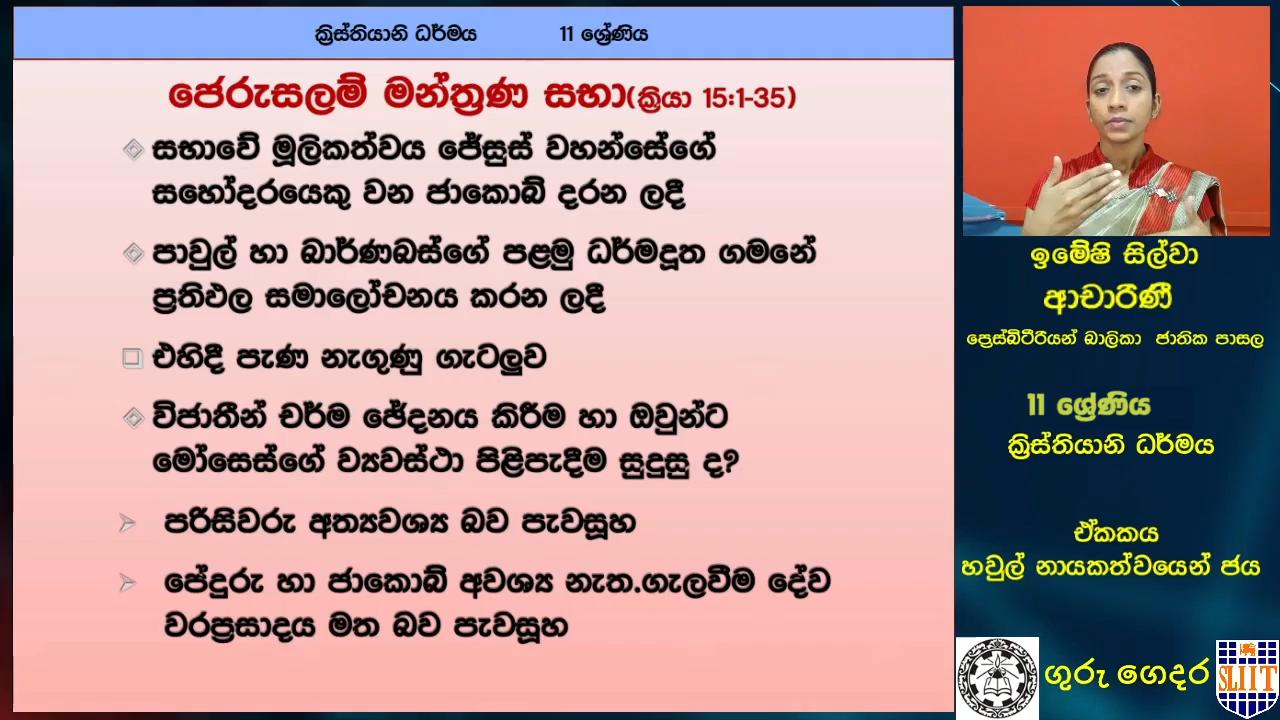 ක්‍රිස්තියානි ධර්මය 11 ශ්‍රේණිය
ජෙරුසලම් මන්ත්‍රණ සභා(ක්‍රියා 15:1-35)
සභාවේ මූලිකත්වය ජේසුස් වහන්සේගේ
සහෝදරයෙකු වන ජාකොබ් දරන ලදී
පාවුල් හා බාර්ණබස්ගේ පළමු ධර්මදූත ගමනේ
ප්‍රතිඵල සමාලෝචනය කරන ලදී
එහිදී පැණ නැගුණු ගැටලුව
විජාතීන් චර්ම ඡේදනය කිරීම හා ඔවුන්ට
මෝසෙස්ගේ ව්‍යවස්ථා පිළිපැදීම සුදුසු ද?
පරිසිවරු අත්‍යවශ්‍ය බව පැවසූහ
පේදුරු හා ජාකොබ් අවශ්‍ය නැත.ගැලවීම දේව
වරප්‍රසාදය මත බව පැවසූහ
ඉමේෂි සිල්වා
ආචාරිණී
ප්‍රෙස්බිටීරියන් බාලිකා ජාතික පාසල
11 ශ්‍රේණිය
ක්‍රිස්තියානි ධර්මය
ඒකකය
හවුල් නායකත්වයෙන් ජය
ගුරු ගෙදර
SLIIT